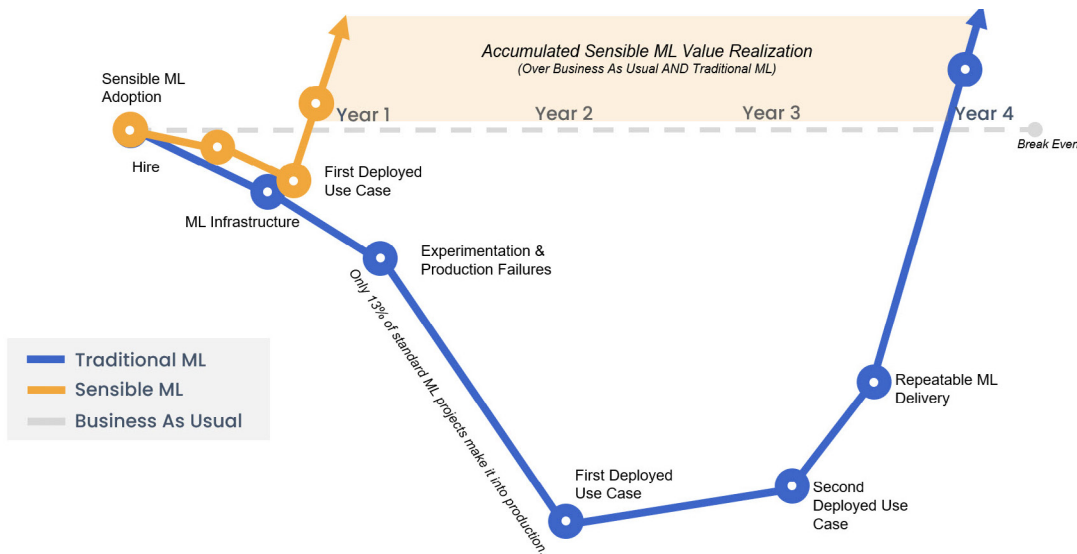 Accumulated Sensible ML Value Realization
(Over Business As Usual AND Traditional ML)
Sensible ML
Adoption
Year 1
Year 2
Year 3
Year 4
Break Even
Hire
First Deployed
Use Case
ML Infrastructure
Experimentation &
Production Failures
Only 13% of standard ML projects make it into production.
Traditional ML
Sensible ML
Business As Usual
Repeatable ML
Delivery
First Deployed
Use Case
Second
Deployed Use
Case